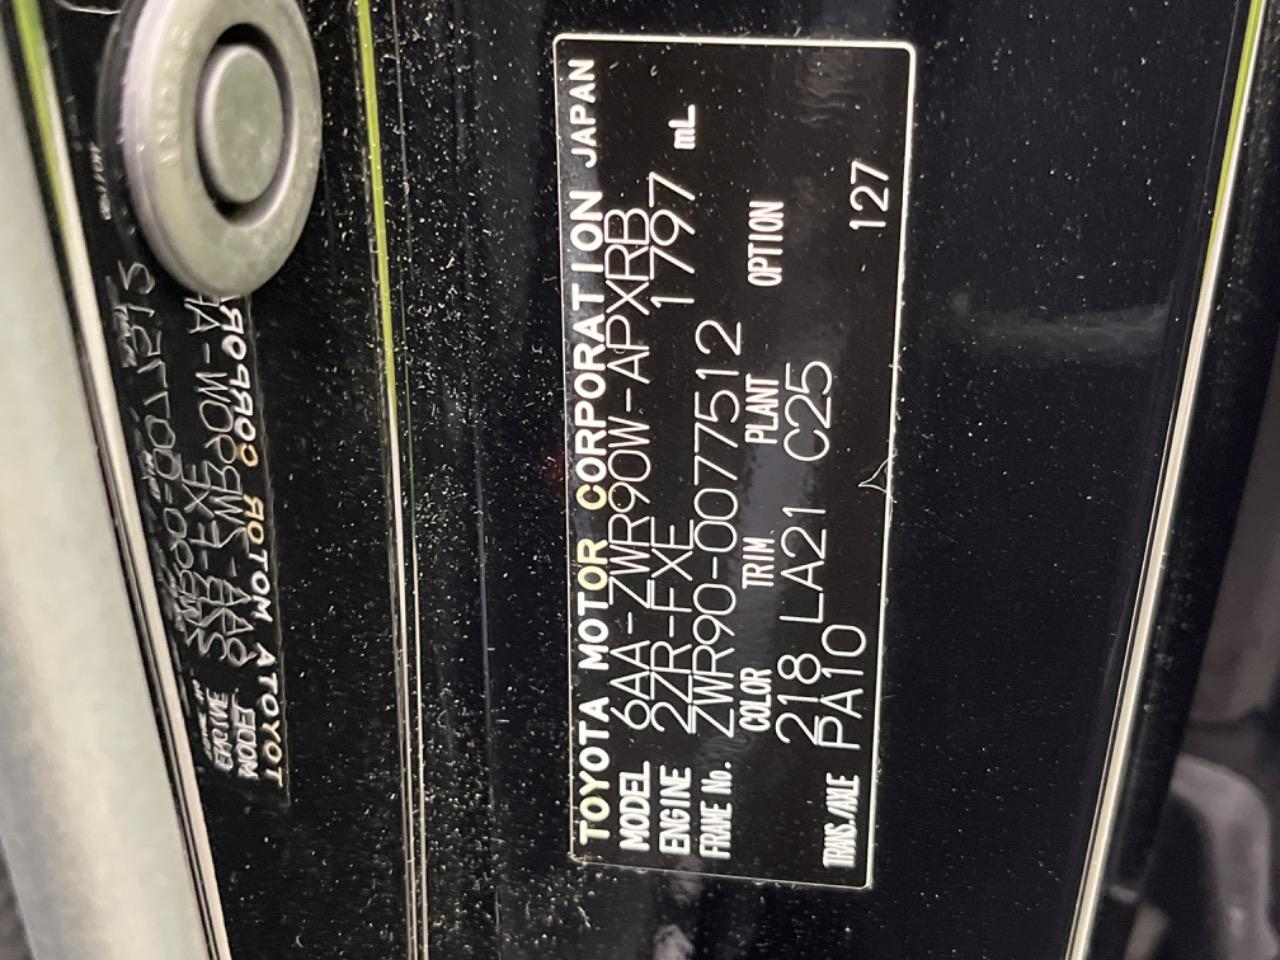 TOYOTA MOTOR CORPORATION JAPAN
MODEL 6AA-ZWR90W-APXRB
ENGINE 2ZR-FXE 1797 mL
FRAME No. ZWR90-0077512
COLOR TRIM PLANT OPTION
218 LA21 C25
TRANS./AXLE PA10 127